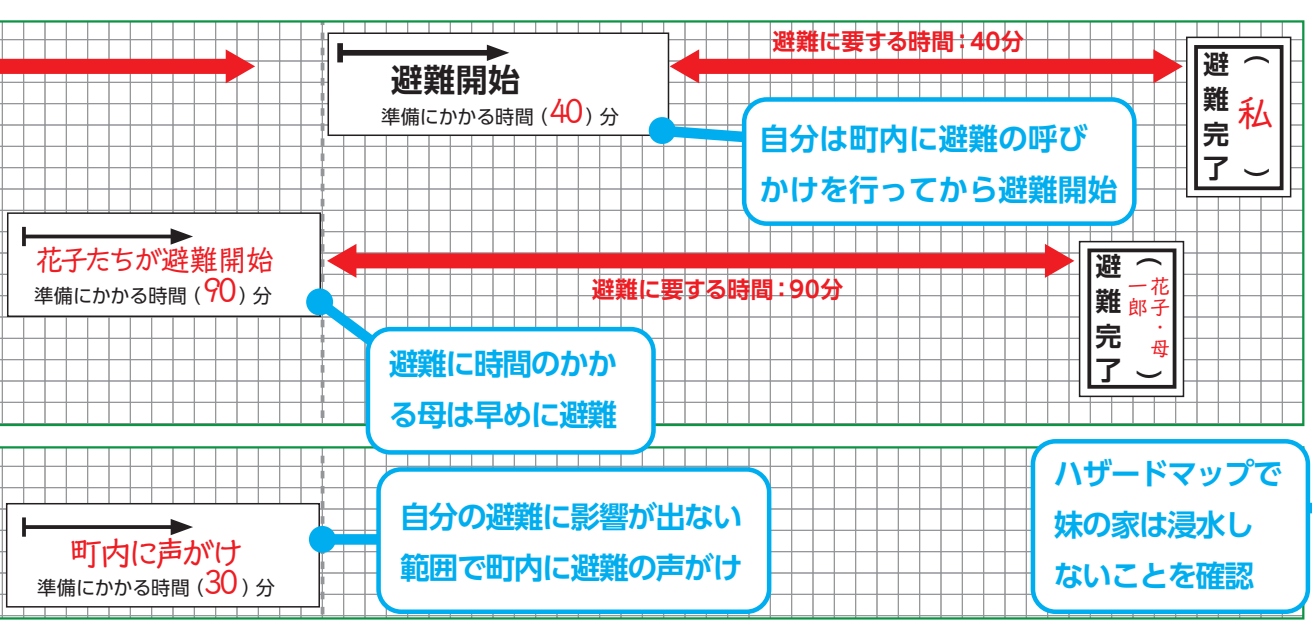 避難開始
準備にかかる時間（40）分
避難に要する時間：40分
避難完了（私）
自分は町内に避難の呼び
かけを行ってから避難開始
花子たちが避難開始
準備にかかる時間（90）分
避難に要する時間：90分
避難完了（花子・母
一郎）
避難に時間のかか
る母は早めに避難
町内に声がけ
準備にかかる時間（30）分
自分の避難に影響が出ない
範囲で町内に避難の声がけ
ハザードマップで
妹の家は浸水し
ないことを確認